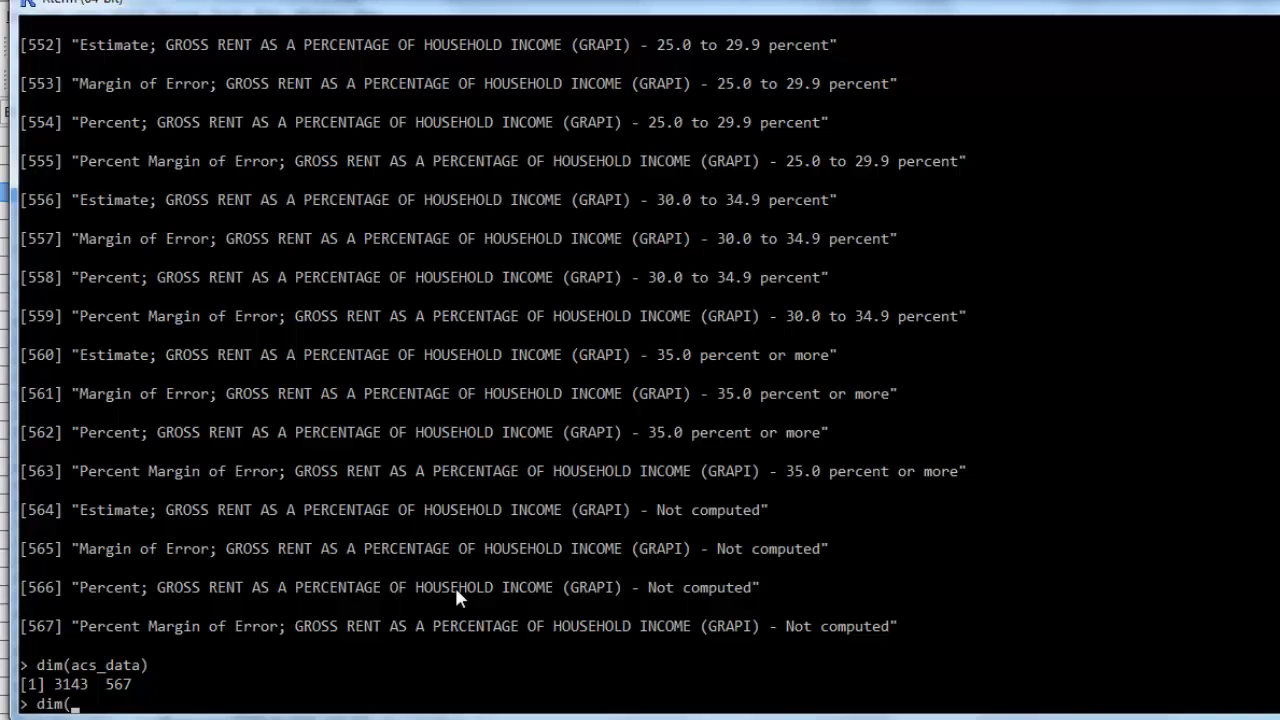 Rterm (64-bit)
[552] "Estimate; GROSS RENT AS A PERCENTAGE OF HOUSEHOLD INCOME (GRAPI) - 25.0 to 29.9 percent"
[553] "Margin of Error; GROSS RENT AS A PERCENTAGE OF HOUSEHOLD INCOME (GRAPI) - 25.0 to 29.9 percent"
[554] "Percent; GROSS RENT AS A PERCENTAGE OF HOUSEHOLD INCOME (GRAPI) - 25.0 to 29.9 percent"
[555] "Percent Margin of Error; GROSS RENT AS A PERCENTAGE OF HOUSEHOLD INCOME (GRAPI) - 25.0 to 29.9 percent"
[556] "Estimate; GROSS RENT AS A PERCENTAGE OF HOUSEHOLD INCOME (GRAPI) - 30.0 to 34.9 percent"
[557] "Margin of Error; GROSS RENT AS A PERCENTAGE OF HOUSEHOLD INCOME (GRAPI) - 30.0 to 34.9 percent"
[558] "Percent; GROSS RENT AS A PERCENTAGE OF HOUSEHOLD INCOME (GRAPI) - 30.0 to 34.9 percent"
[559] "Percent Margin of Error; GROSS RENT AS A PERCENTAGE OF HOUSEHOLD INCOME (GRAPI) - 30.0 to 34.9 percent"
[560] "Estimate; GROSS RENT AS A PERCENTAGE OF HOUSEHOLD INCOME (GRAPI) - 35.0 percent or more"
[561] "Margin of Error; GROSS RENT AS A PERCENTAGE OF HOUSEHOLD INCOME (GRAPI) - 35.0 percent or more"
[562] "Percent; GROSS RENT AS A PERCENTAGE OF HOUSEHOLD INCOME (GRAPI) - 35.0 percent or more"
[563] "Percent Margin of Error; GROSS RENT AS A PERCENTAGE OF HOUSEHOLD INCOME (GRAPI) - 35.0 percent or more"
[564] "Estimate; GROSS RENT AS A PERCENTAGE OF HOUSEHOLD INCOME (GRAPI) - Not computed"
[565] "Margin of Error; GROSS RENT AS A PERCENTAGE OF HOUSEHOLD INCOME (GRAPI) - Not computed"
[566] "Percent; GROSS RENT AS A PERCENTAGE OF HOUSEHOLD INCOME (GRAPI) - Not computed"
[567] "Percent Margin of Error; GROSS RENT AS A PERCENTAGE OF HOUSEHOLD INCOME (GRAPI) - Not computed"
> dim(acs_data)
[1] 3143  567
> dim(_